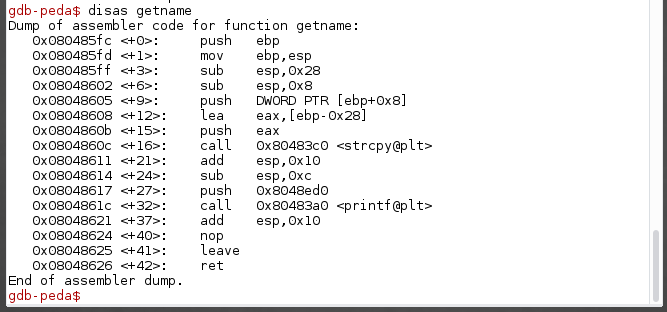 gdb-peda$ disas getname
Dump of assembler code for function getname:
   0x080485fc <+0>:     push   ebp
   0x080485fd <+1>:     mov    ebp,esp
   0x080485ff <+3>:     sub    esp,0x28
   0x08048602 <+6>:     sub    esp,0x8
   0x08048605 <+9>:     push   DWORD PTR [ebp+0x8]
   0x08048608 <+12>:    lea    eax,[ebp-0x28]
   0x0804860b <+15>:    push   eax
   0x0804860c <+16>:    call   0x80483c0 <strcpy@plt>
   0x08048611 <+21>:    add    esp,0x10
   0x08048614 <+24>:    sub    esp,0xc
   0x08048617 <+27>:    push   0x8048ed0
   0x0804861c <+32>:    call   0x80483a0 <printf@plt>
   0x08048621 <+37>:    add    esp,0x10
   0x08048624 <+40>:    nop
   0x08048625 <+41>:    leave
   0x08048626 <+42>:    ret
End of assembler dump.
gdb-peda$